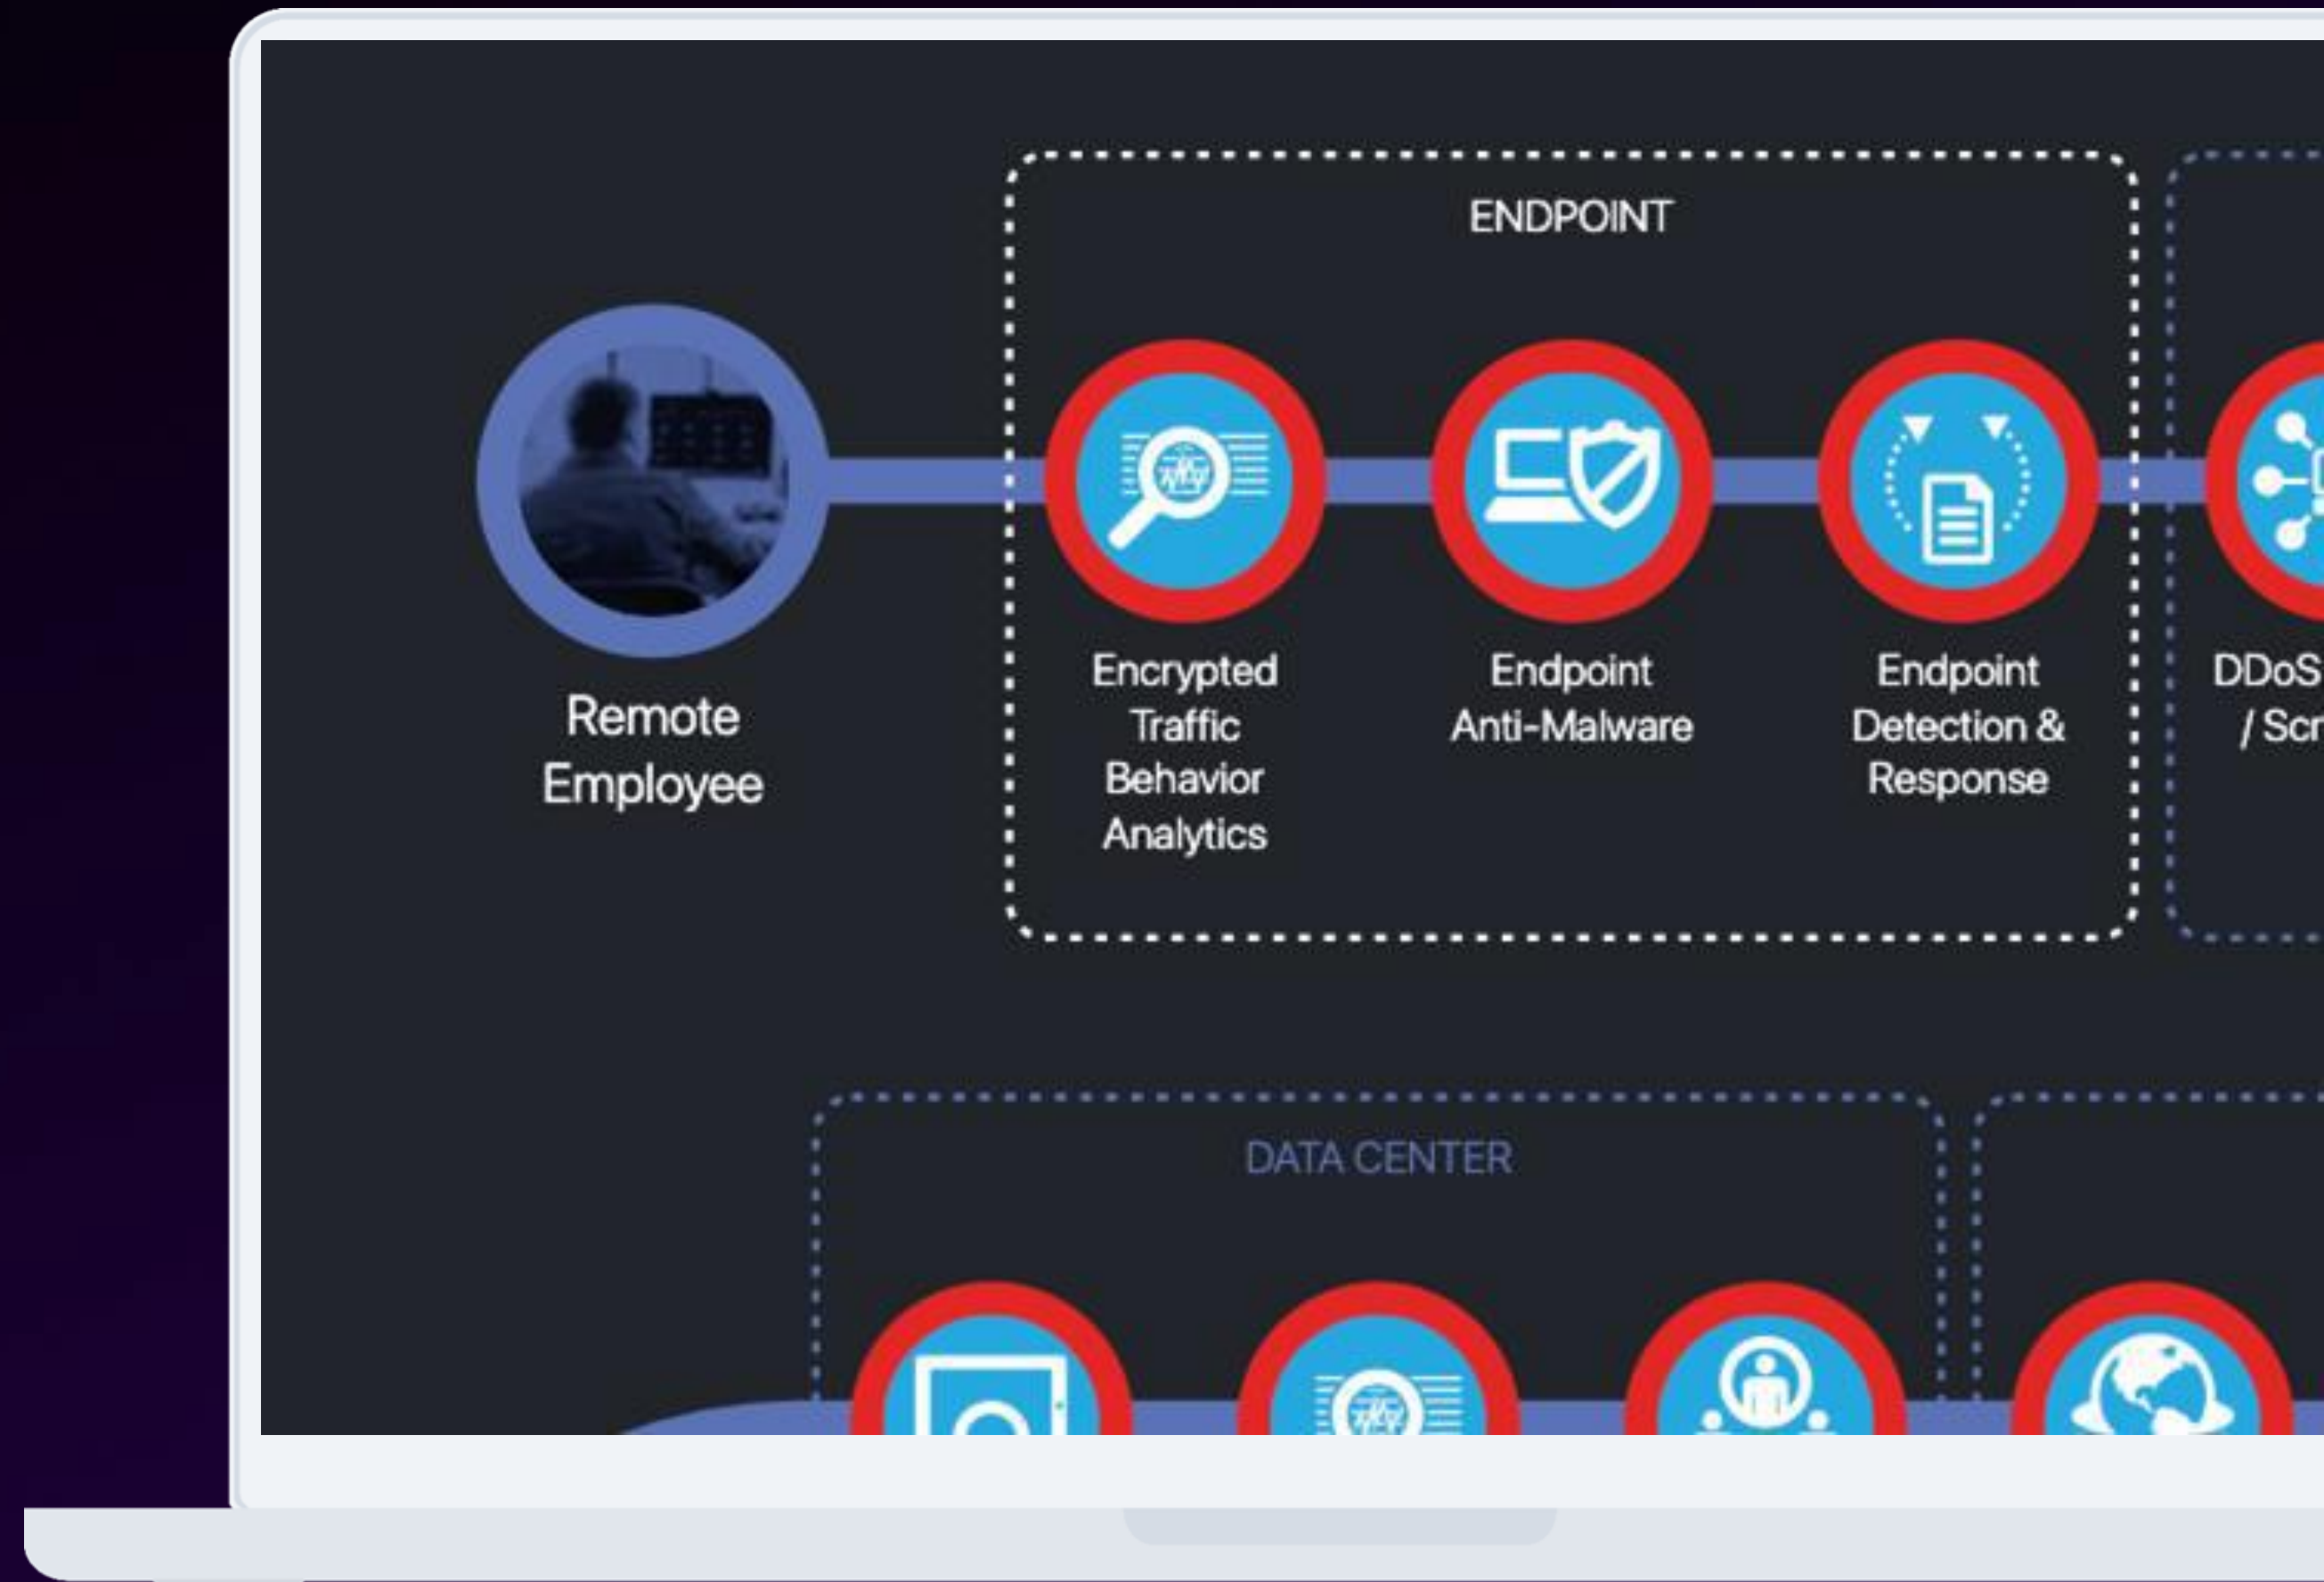 ENDPOINT
Remote
Employee
Encrypted
Traffic
Behavior
Analytics
Endpoint
Anti-Malware
Endpoint
Detection &
Response
DDoS
/
DATA CENTER